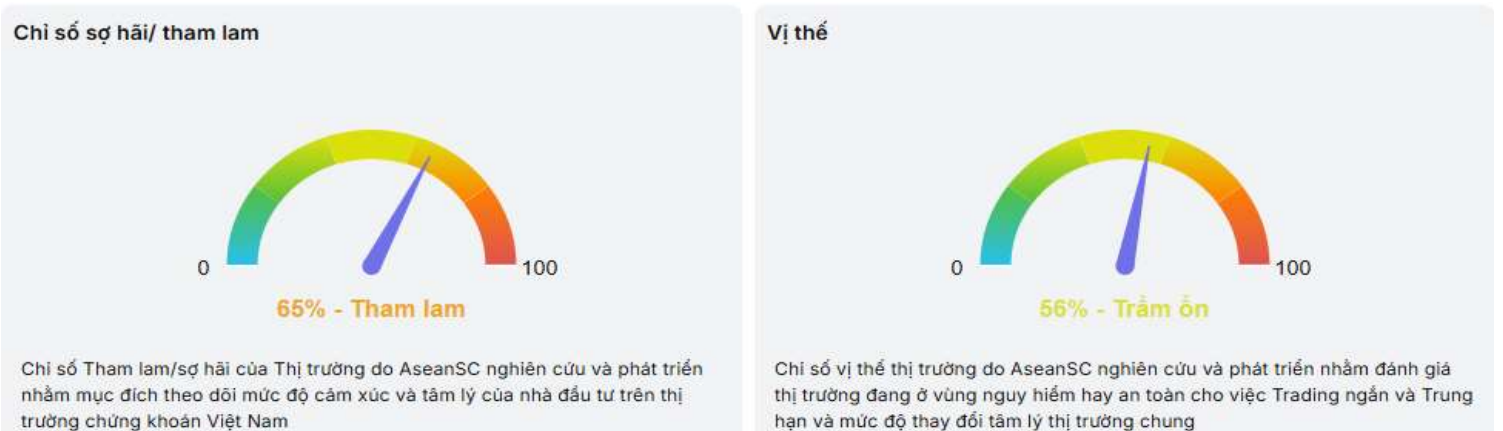 Chỉ số sợ hãi/ tham lam
0
100
65% - Tham lam
Chỉ số Tham lam/sợ hãi của Thị trường do AseanSC nghiên cứu và phát triển
nhằm mục đích theo dõi mức độ cảm xúc và tâm lý của nhà đầu tư trên thị
trường chứng khoán Việt Nam
Vị thế
0
100
56% - Trầm ổn
Chỉ số vị thế thị trường do AseanSC nghiên cứu và phát triển nhằm đánh giá
thị trường đang ở vùng nguy hiểm hay an toàn cho việc Trading ngắn và Trung
hạn và mức độ thay đổi tâm lý thị trường chung